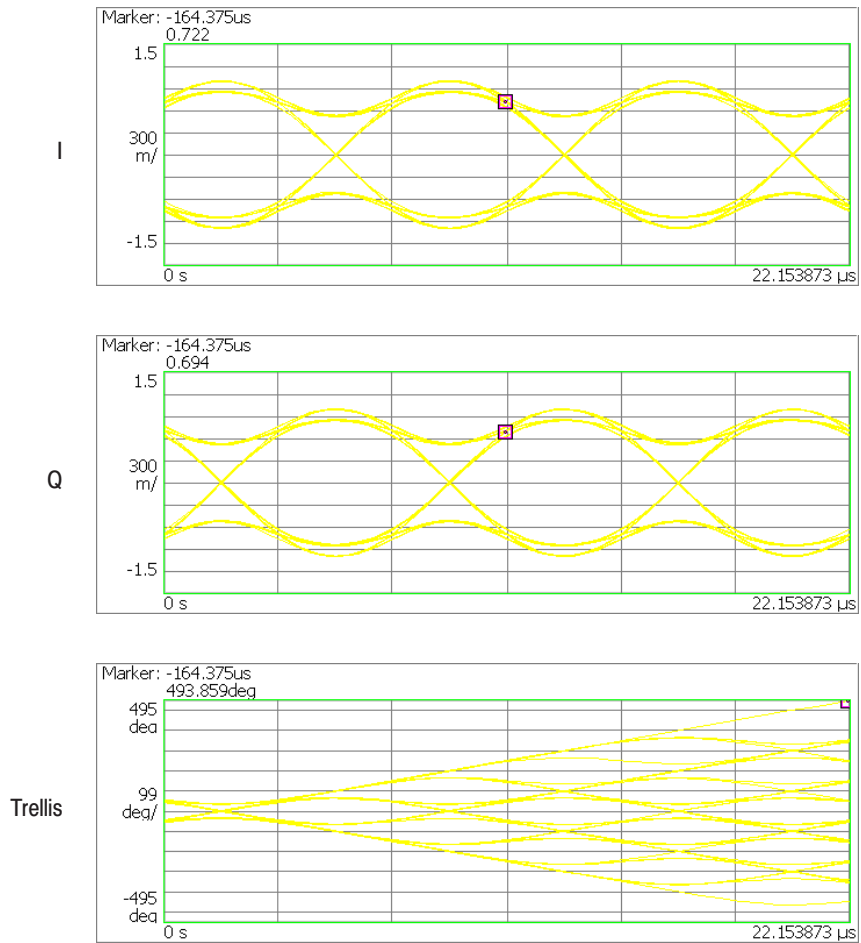 Marker: -164.375us
0.722
1.5
I
300
m/
-1.5
0 s
22.153873 µs
Marker: -164.375us
0.694
1.5
Q
300
m/
-1.5
0 s
22.153873 µs
Marker: -164.375us
493.859deg
495
deg
Trellis
99
deg/
-495
deg
0 s
22.153873 µs